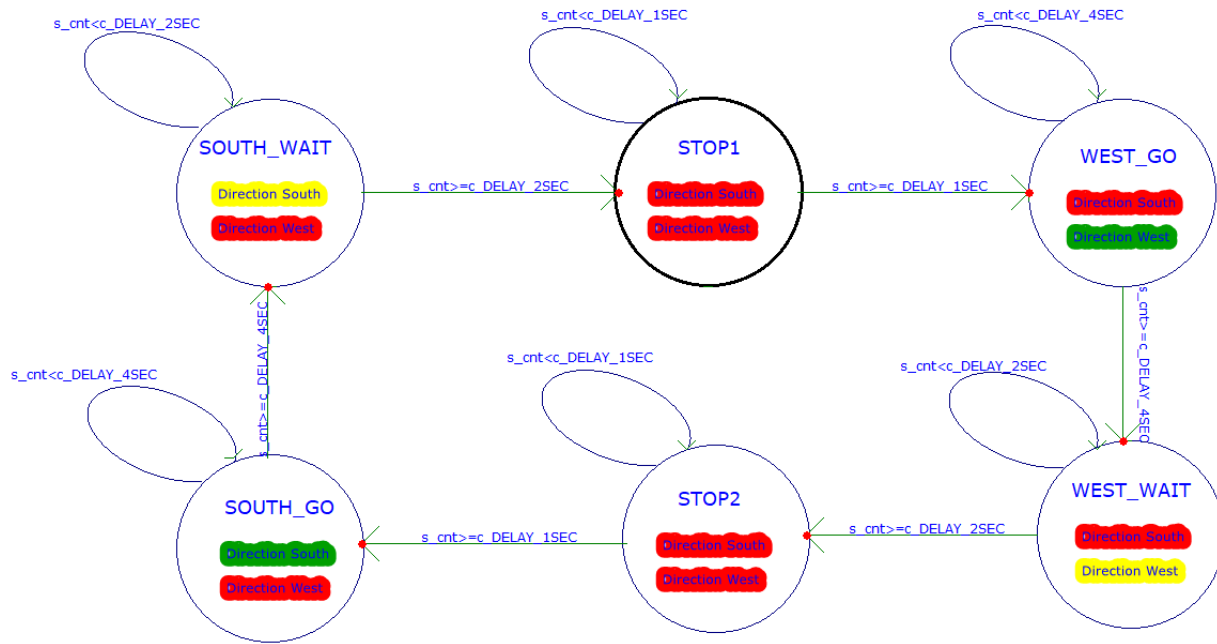 s_cnt<c_DELAY_2SEC
s_cnt<c_DELAY_1SEC
s_cnt<c_DELAY_4SEC
SOUTH_WAIT
Direction South
Direction West
s_cnt>=c_DELAY_2SEC
STOP1
Direction South
Direction West
s_cnt>=c_DELAY_1SEC
WEST_GO
Direction South
Direction West
s_cnt>=c_DELAY_4SEC
s_cnt>=c_DELAY_4SEC
s_cnt<c_DELAY_4SEC
s_cnt<c_DELAY_1SEC
s_cnt<c_DELAY_2SEC
SOUTH_GO
Direction South
Direction West
s_cnt>=c_DELAY_1SEC
STOP2
Direction South
Direction West
s_cnt>=c_DELAY_2SEC
WEST_WAIT
Direction South
Direction West